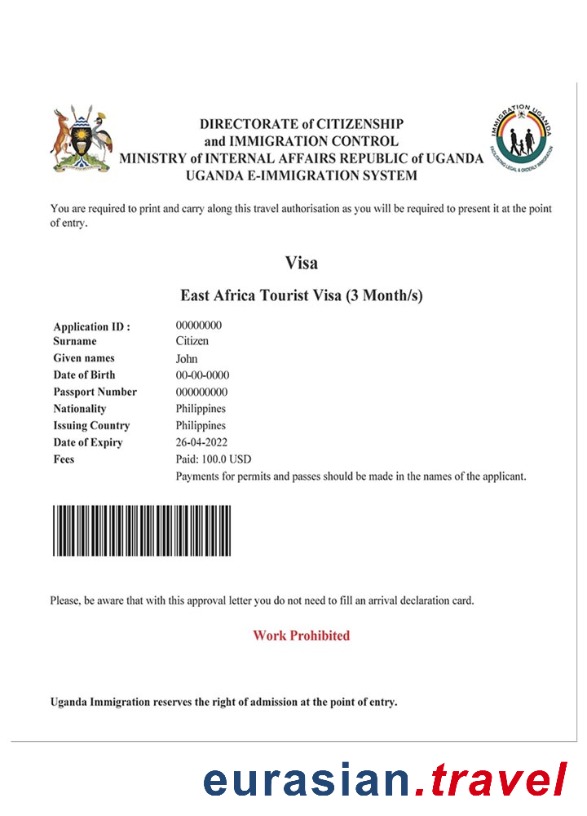 DIRECTORATE of CITIZENSHIP
and IMMIGRATION CONTROL
MINISTRY of INTERNAL AFFAIRS REPUBLIC of UGANDA
UGANDA E-IMMIGRATION SYSTEM
IMMIGRATION UGANDA
FACILITATING LEGAL & ORDERLY IMMIGRATION
You are required to print and carry along this travel authorisation as you will be required to present it at the point
of entry.
Visa
East Africa Tourist Visa (3 Month/s)
Application ID : 00000000
Surname Citizen
Given names John
Date of Birth 00-00-0000
Passport Number 000000000
Nationality Philippines
Issuing Country Philippines
Date of Expiry 26-04-2022
Fees Paid: 100.0 USD
Payments for permits and passes should be made in the names of the applicant.
Please, be aware that with this approval letter you do not need to fill an arrival declaration card.
Work Prohibited
Uganda Immigration reserves the right of admission at the point of entry.
eurasian.travel